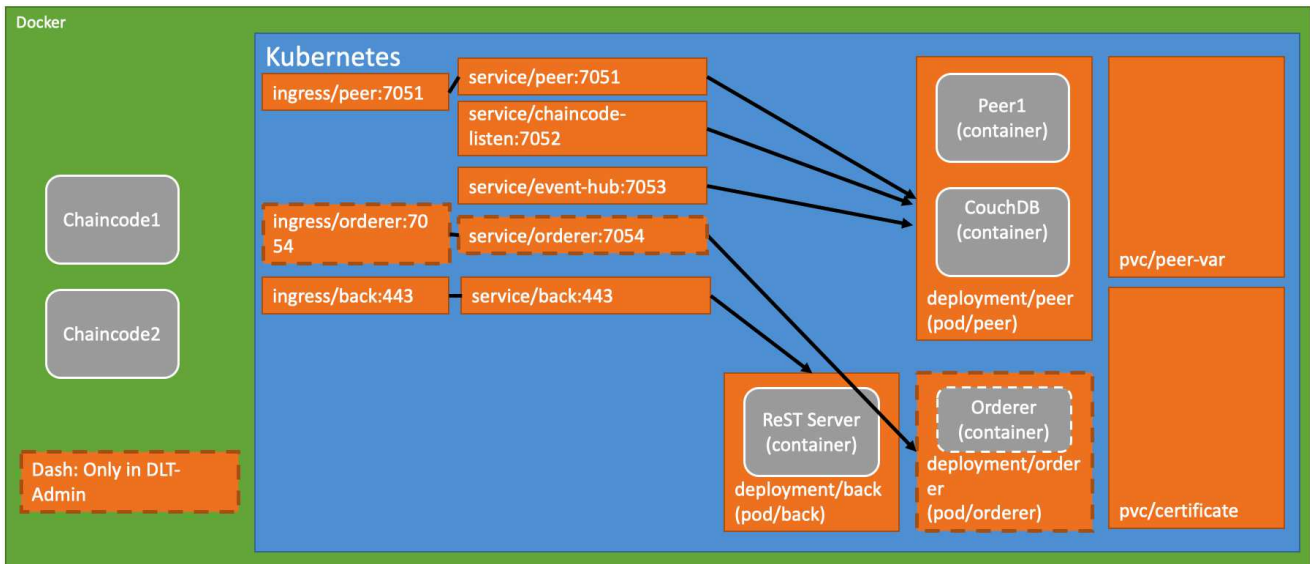 Docker
Kubernetes
ingress/peer:7051
service/peer:7051
service/chaincode-
listen:7052
service/event-hub:7053
ingress/orderer:70
54
service/orderer:7054
ingress/back:443
service/back:443
Chaincode1
Chaincode2
Dash: Only in DLT-
Admin
Peer1
(container)
CouchDB
(container)
deployment/peer
(pod/peer)
pvc/peer-var
ReST Server
(container)
deployment/back
(pod/back)
Orderer
(container)
deployment/order
er
(pod/orderer)
pvc/certificate